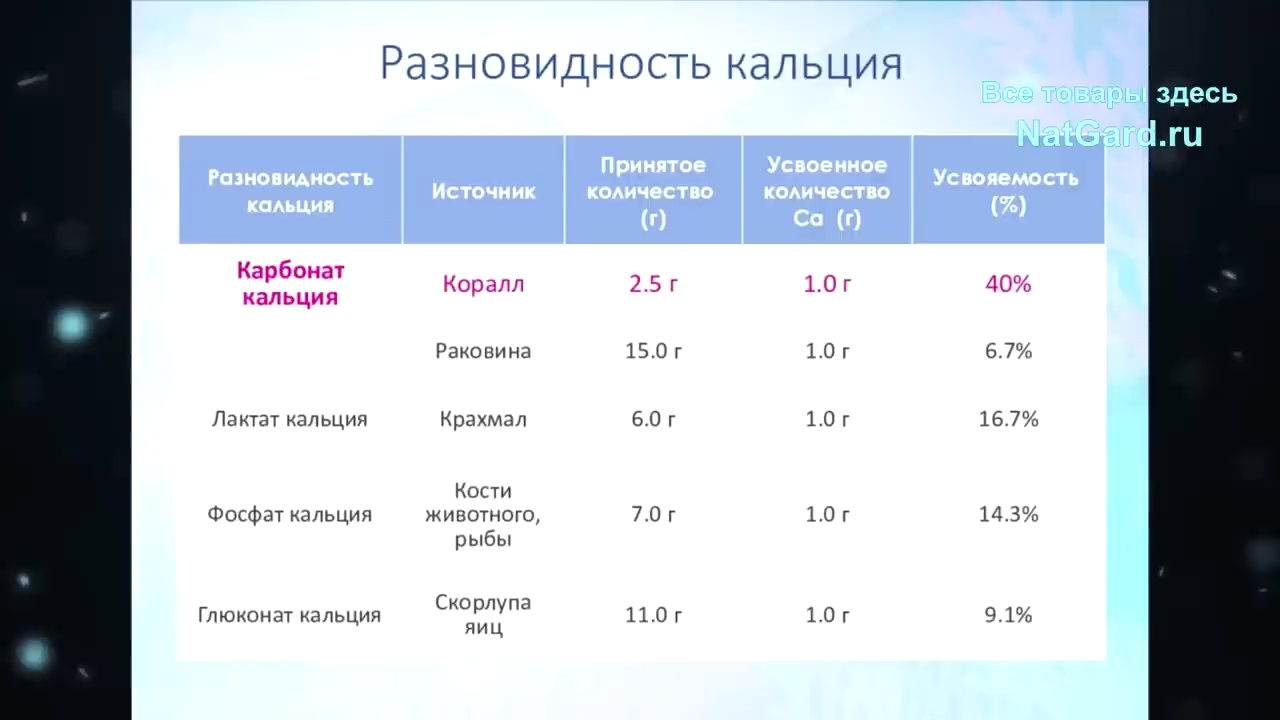 Разновидность кальция
Все товары здесь
NatGard.ru
Разновидность
кальция
Источник
Принятое
количество
(г)
Усвоенное
количество
Ca (г)
Усвояемость
(%)
Карбонат
кальция
Коралл
2.5 г
1.0 г
40%
Раковина
15.0 г
1.0 г
6.7%
Лактат кальция
Крахмал
6.0 г
1.0 г
16.7%
Фосфат кальция
Кости
животного,
рыбы
7.0 г
1.0 г
14.3%
Глюконат кальция
Скорлупа
яиц
11.0 г
1.0 г
9.1%